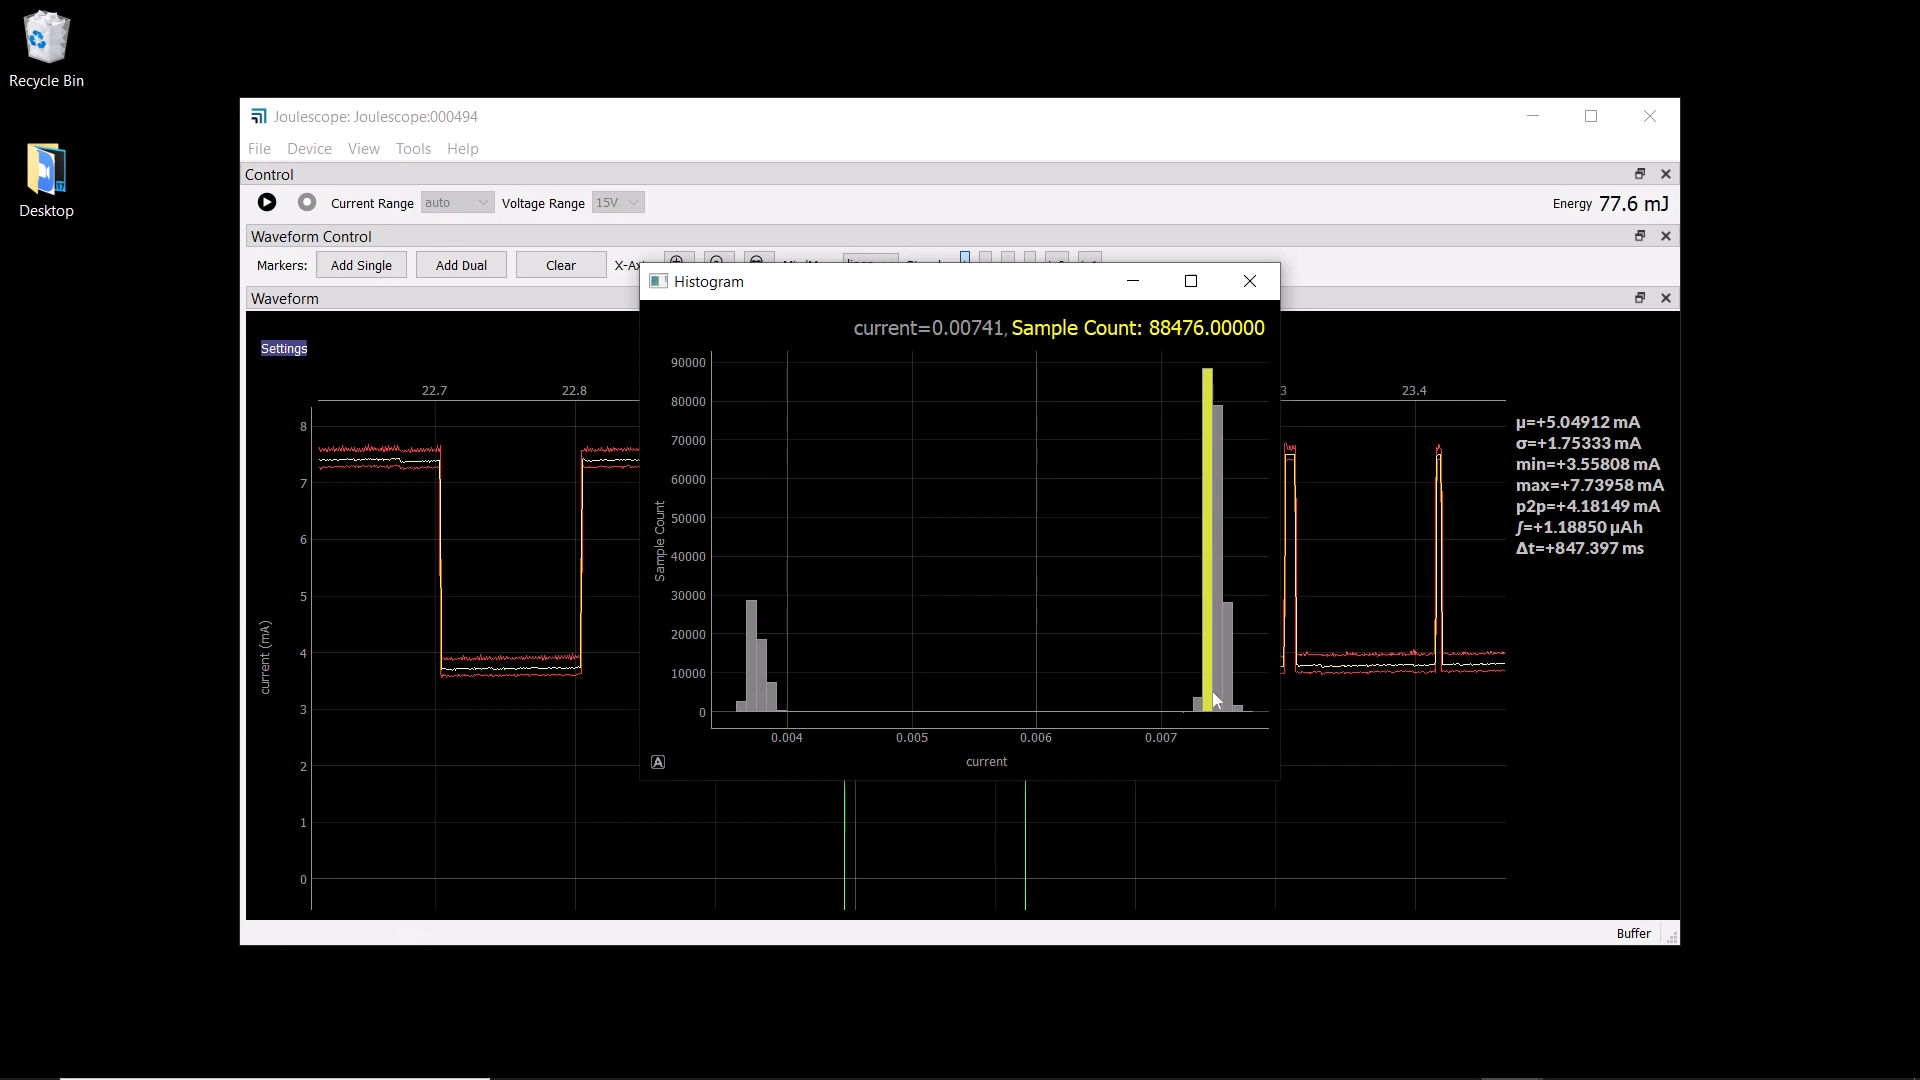 Recycle Bin
Desktop
Joulescope: Joulescope:000494
File Device View Tools Help
Control
Current Range auto Voltage Range 15V
Energy 77.6 mJ
Waveform Control
Markers: Add Single Add Dual Clear
Waveform
Histogram
current=0.00741, Sample Count: 88476.00000
Settings
22.7 22.8
23.4
8
7
6
5
4
3
2
1
0
current (mA)
90000
80000
70000
60000
50000
40000
30000
20000
10000
0
Sample Count
0.004 0.005 0.006 0.007
current
A
μ=+5.04912 mA
σ=+1.75333 mA
min=+3.55808 mA
max=+7.73958 mA
p2p=+4.18149 mA
∫=+1.18850 μAh
Δt=+847.397 ms
Buffer